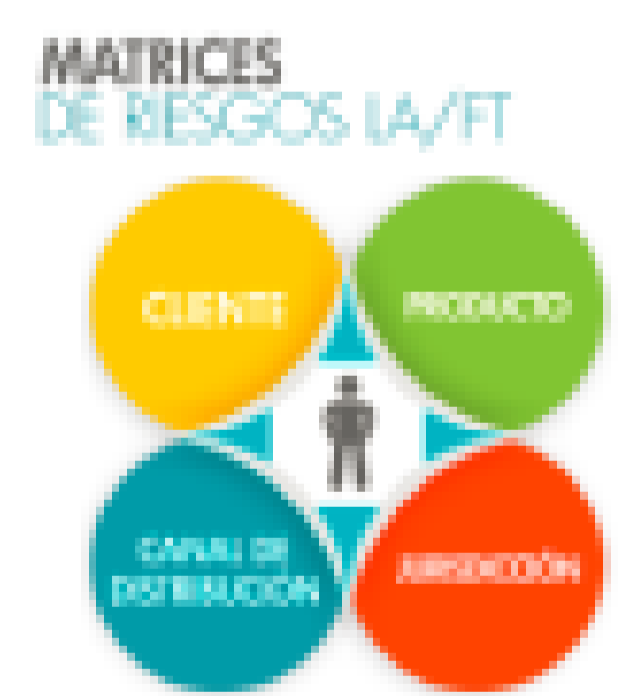 MATRICES
DE RIESGOS LA/FT
CLIENTE
PRODUCTO
CANAL DE
DISTRIBUCIÓN
JURISDICCIÓN